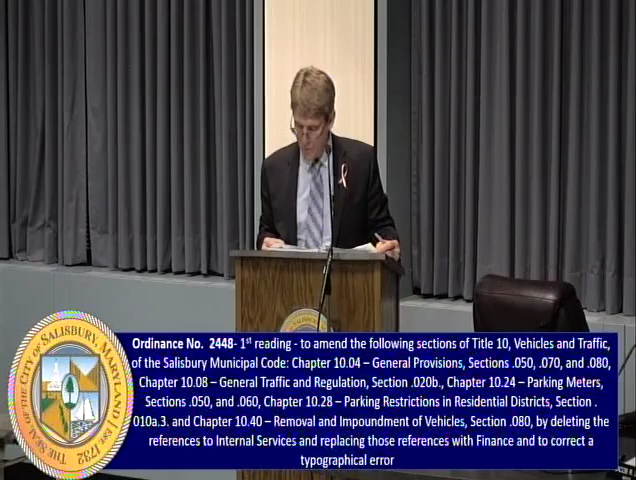 Ordinance No. 2448- 1st reading - to amend the following sections of Title 10, Vehicles and Traffic,
of the Salisbury Municipal Code: Chapter 10.04 – General Provisions, Sections .050, .070, and .080,
Chapter 10.08 – General Traffic and Regulation, Section .020b., Chapter 10.24 – Parking Meters,
Sections .050, and .060, Chapter 10.28 – Parking Restrictions in Residential Districts, Section .
010a.3. and Chapter 10.40 – Removal and Impoundment of Vehicles, Section .080, by deleting the
references to Internal Services and replacing those references with Finance and to correct a
typographical error
THE SEAL OF THE CITY OF SALISBURY, MARYLAND | EST. 1732
SALISBURY